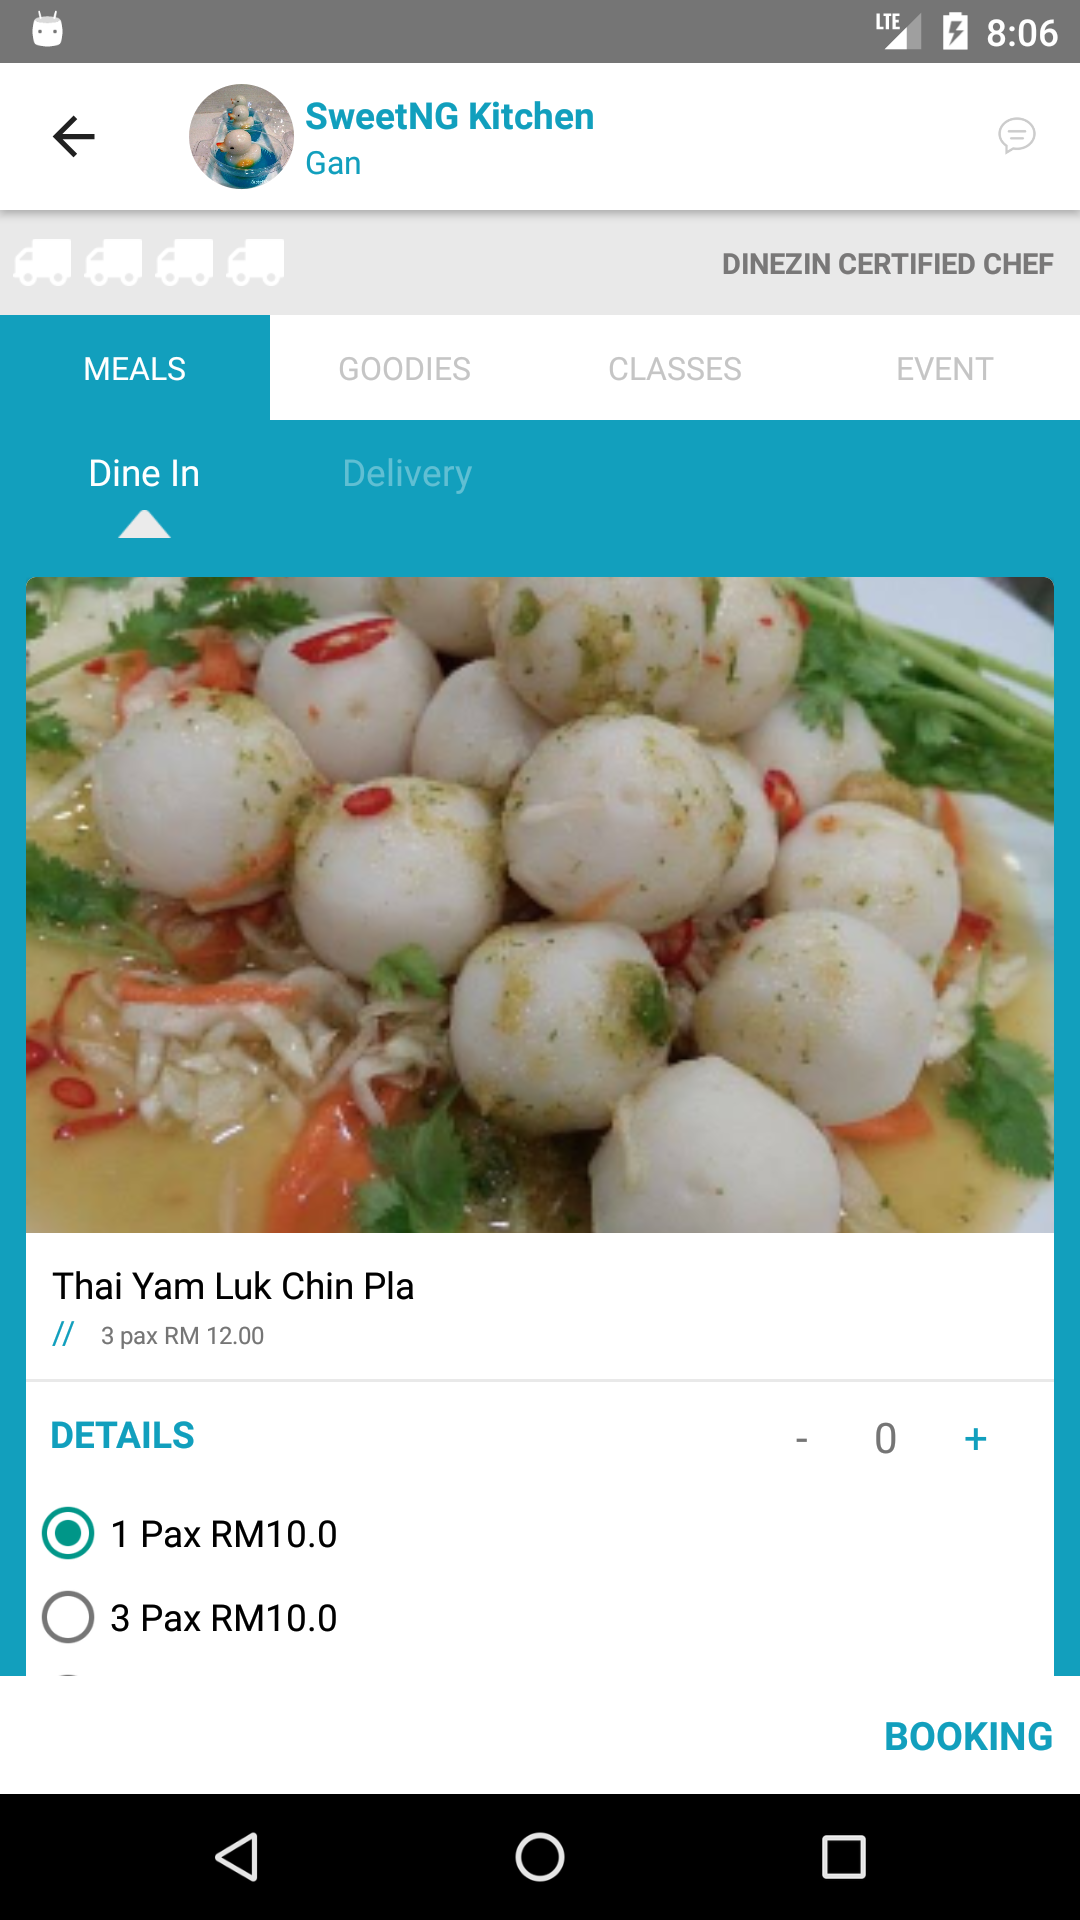 LTE 8:06
SweetNG Kitchen
Gan
DINEZIN CERTIFIED CHEF
MEALS GOODIES CLASSES EVENT
Dine In Delivery
Thai Yam Luk Chin Pla
// 3 pax RM 12.00
DETAILS - 0 +
1 Pax RM10.0
3 Pax RM10.0
BOOKING